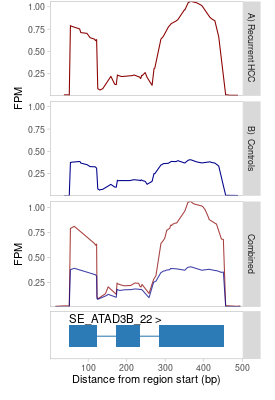 1.00
0.75
0.50
0.25
FPM
A) Recurrent HCC
1.00
0.75
0.50
0.25
B) Controls
1.00
0.75
0.50
0.25
FPM
Combined
SE_ATAD3B_22 >
100 200 300 400 500
Distance from region start (bp)